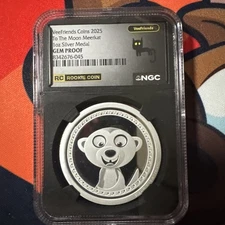 VeeFriends Coins 2025
To The Moon Meerkat
1oz Silver Medal
GEM PROOF
8342676-045
VeeFriends
ROOKIE COIN
NGC